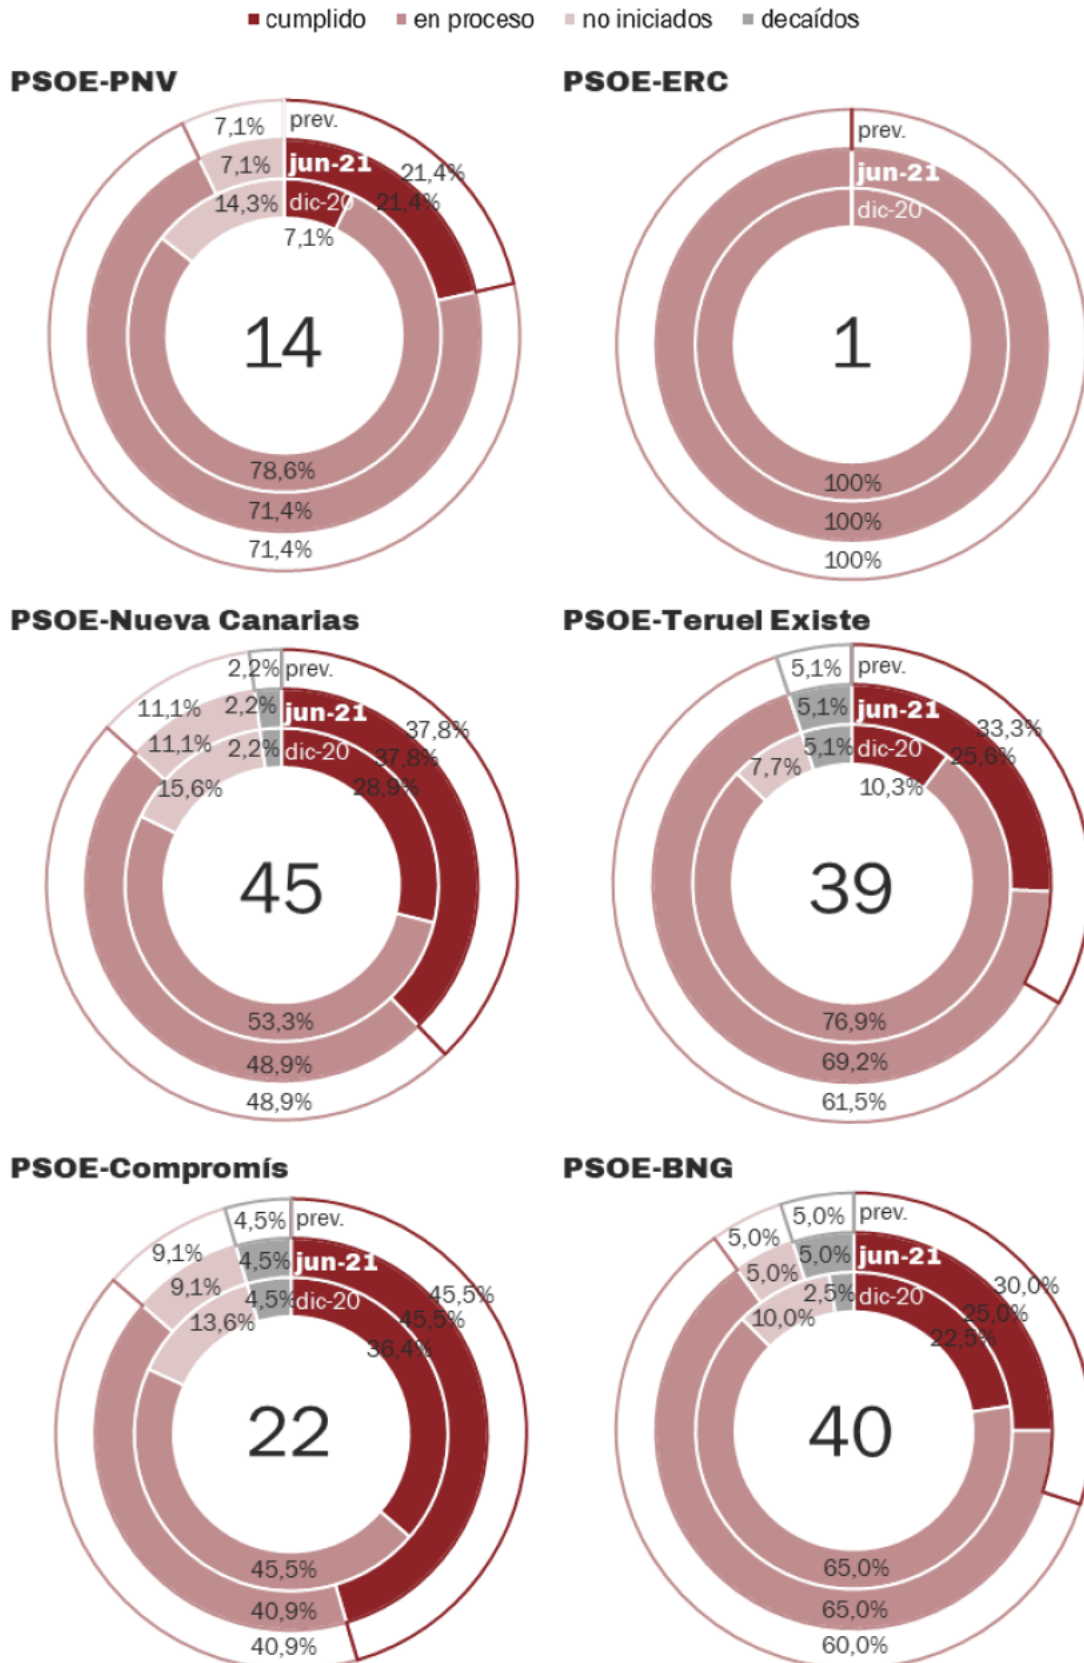 cumplido en proceso no iniciados decaídos
PSOE-PNV
7,1% prev.
7,1% jun-21 21,4%
14,3% dic-20 21,4%
7,1%
14
78,6%
71,4%
71,4%
PSOE-ERC
prev.
jun-21
dic-20
1
100%
100%
100%
PSOE-Nueva Canarias
2,2% prev.
11,1% 2,2% jun-21 37,8%
11,1% 2,2% dic-20 37,8%
15,6% 28,9%
45
53,3%
48,9%
48,9%
PSOE-Teruel Existe
5,1% prev.
5,1% jun-21 33,3%
7,7% 5,1% dic-20 25,6%
10,3%
39
76,9%
69,2%
61,5%
PSOE-Compromís
4,5% prev.
9,1% 4,5% jun-21 45,5%
9,1% 4,5% dic-20 45,5%
13,6% 36,4%
22
45,5%
40,9%
40,9%
PSOE-BNG
5,0% prev.
5,0% 5,0% jun-21 30,0%
5,0% 2,5% dic-20 25,0%
10,0% 22,5%
40
65,0%
65,0%
60,0%